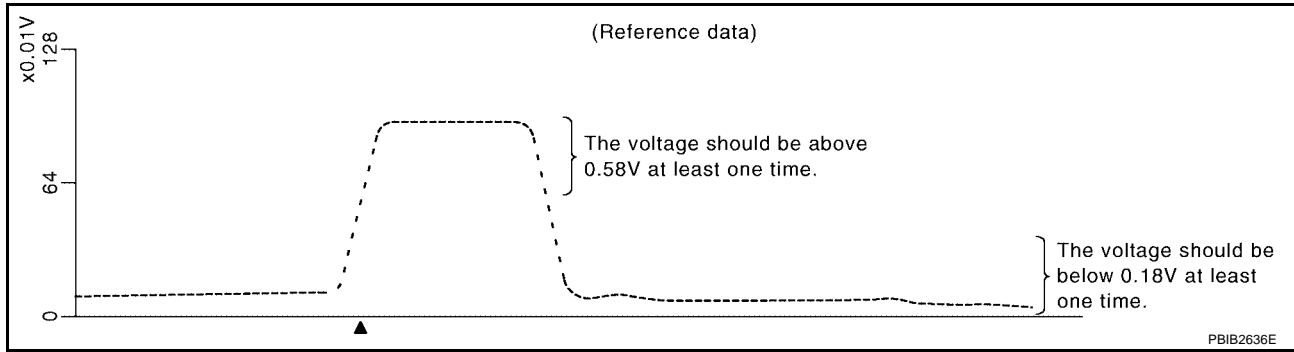 (Reference data)
x0.01V
128
64
0
The voltage should be above
0.58V at least one time.
The voltage should be
below 0.18V at least
one time.
PBIB2636E